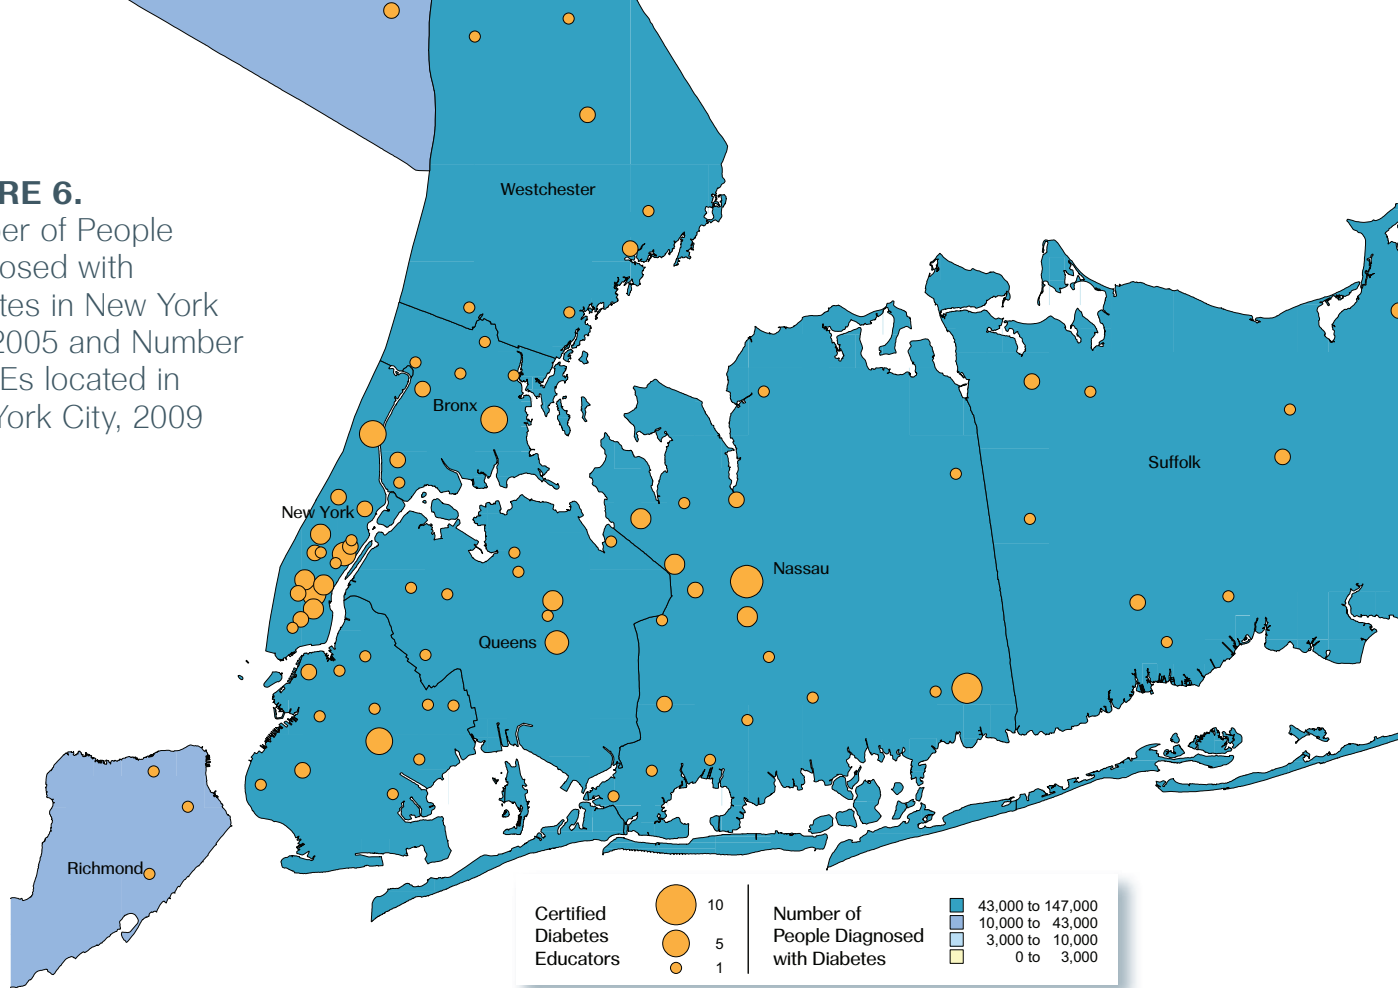 RE 6.
er of People
osed with
tes in New York
2005 and Number
Es located in
York City, 2009
Westchester
Bronx
New York
Suffolk
Nassau
Queens
Richmond
Certified
Diabetes
Educators
10
5
1
Number of
People Diagnosed
with Diabetes
43,000 to 147,000
10,000 to 43,000
3,000 to 10,000
0 to 3,000